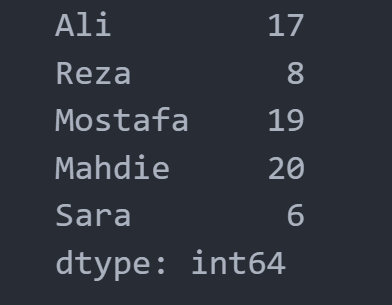 Ali 17
Reza 8
Mostafa 19
Mahdie 20
Sara 6
dtype: int64